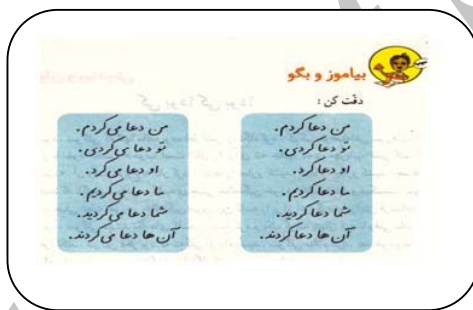 بیاموز و بگو
دقّت کن :
من دعا کردم.
تو دعا کردی.
او دعا کرد.
ما دعا کردیم.
شما دعا کردید.
آن ها دعا کردند.
من دعا می کردم.
تو دعا می کردی.
او دعا می کرد.
ما دعا می کردیم.
شما دعا می کردید.
آن ها دعا می کردند.